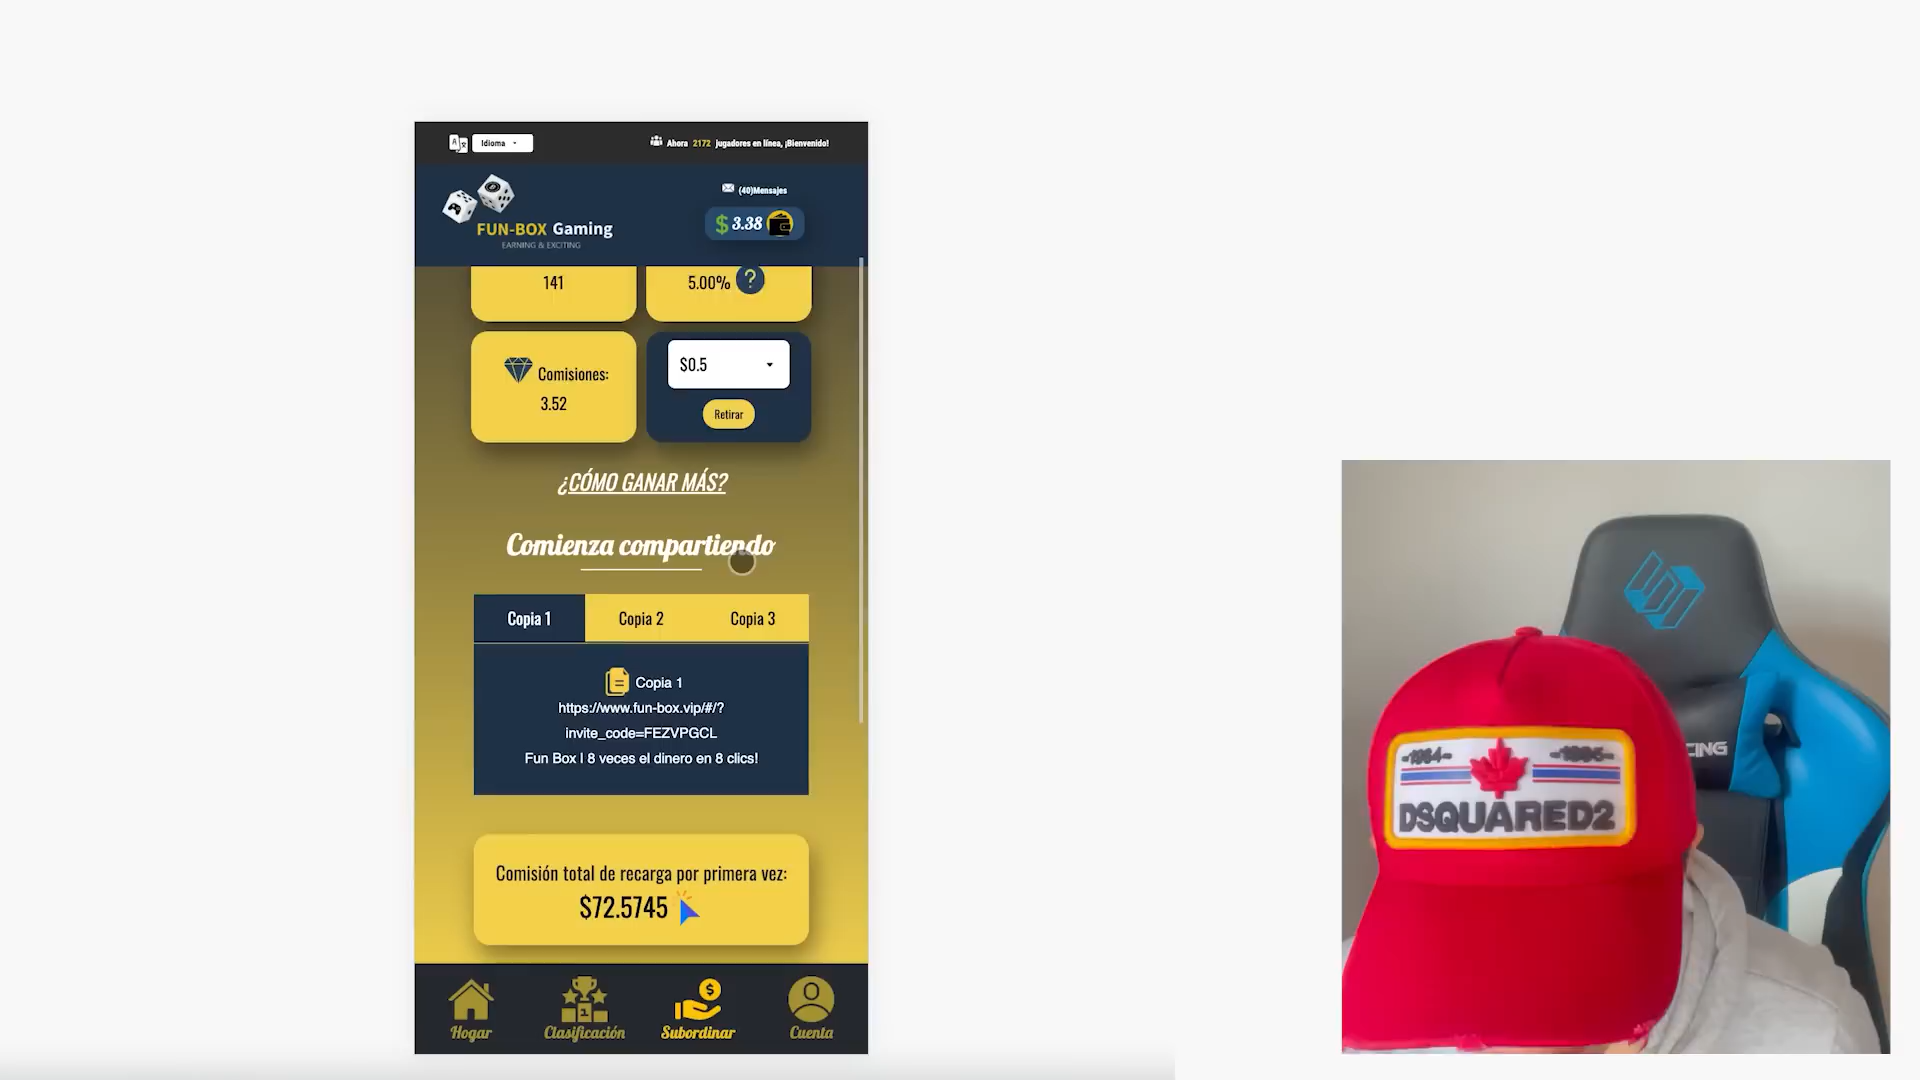 Idioma
Ahora 2172 jugadores en línea, ¡Bienvenido!
(40)Mensajes
FUN-BOX Gaming
EARNING & EXCITING
$ 3.38
141
5.00% ?
Comisiones:
3.52
$0.5
Retirar
¿CÓMO GANAR MÁS?
Comienza compartiendo
Copia 1
Copia 2
Copia 3
Copia 1
https://www.fun-box.vip/#/?
invite_code=FEZVPGCL
Fun Box | 8 veces el dinero en 8 clics!
Comisión total de recarga por primera vez:
$72.5745
Hogar
Clasificación
Subordinar
Cuenta
DSQUARED2